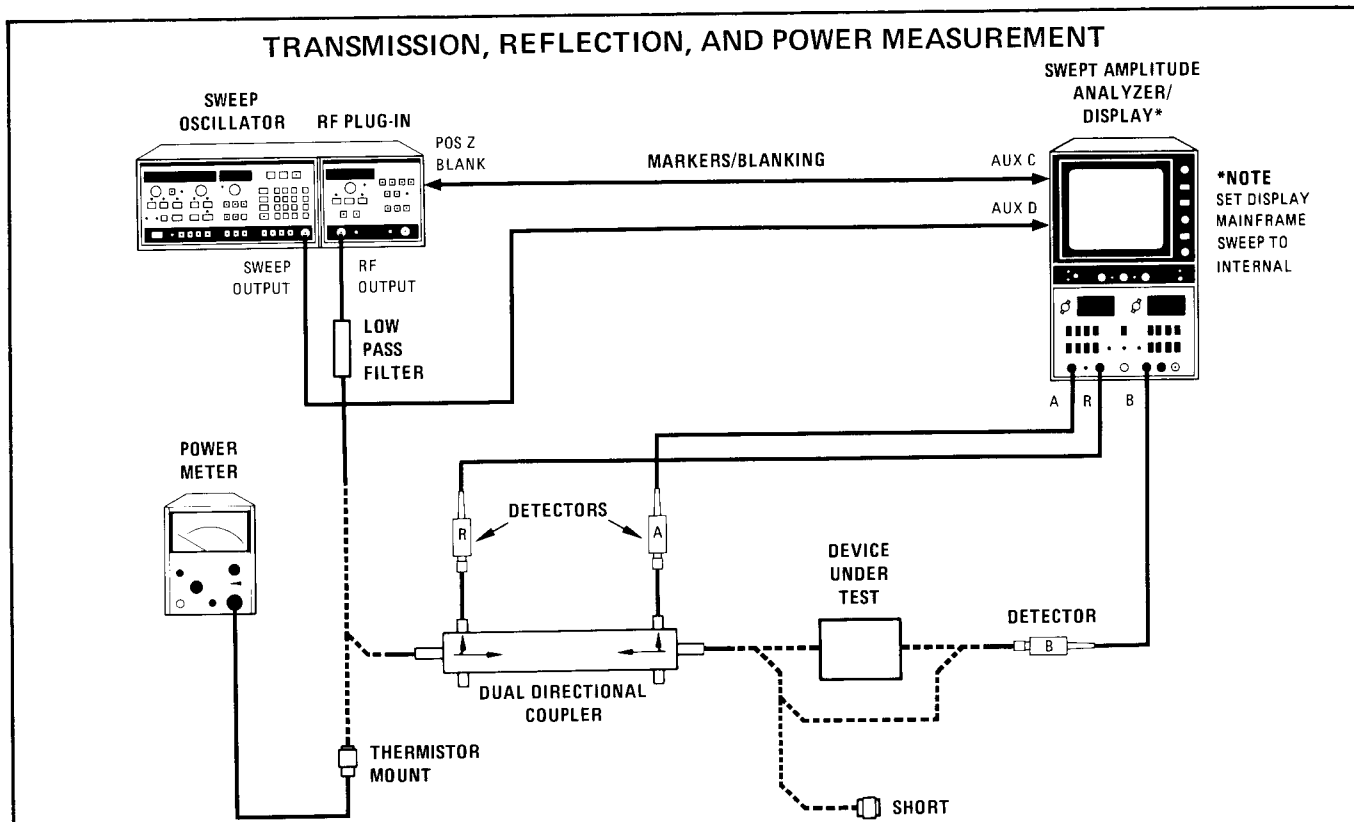 TRANSMISSION, REFLECTION, AND POWER MEASUREMENT
SWEPT AMPLITUDE
ANALYZER/
DISPLAY*
SWEEP
OSCILLATOR
RF PLUG-IN
POS Z
BLANK
MARKERS/BLANKING
AUX C
AUX D
*NOTE
SET DISPLAY
MAINFRAME
SWEEP TO
INTERNAL
SWEEP
OUTPUT
RF
OUTPUT
LOW
PASS
FILTER
A
R
B
POWER
METER
DETECTORS
R
A
DEVICE
UNDER
TEST
DETECTOR
B
DUAL DIRECTIONAL
COUPLER
THERMISTOR
MOUNT
SHORT